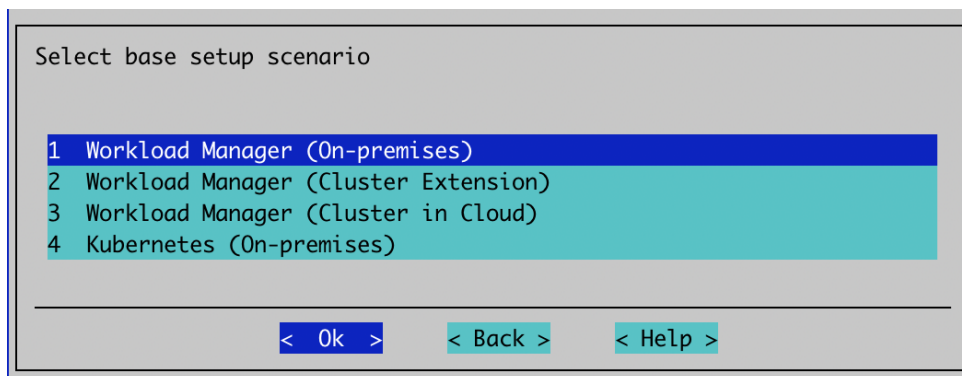 Select base setup scenario
1 Workload Manager (On-premises)
2 Workload Manager (Cluster Extension)
3 Workload Manager (Cluster in Cloud)
4 Kubernetes (On-premises)
< Ok > < Back > < Help >